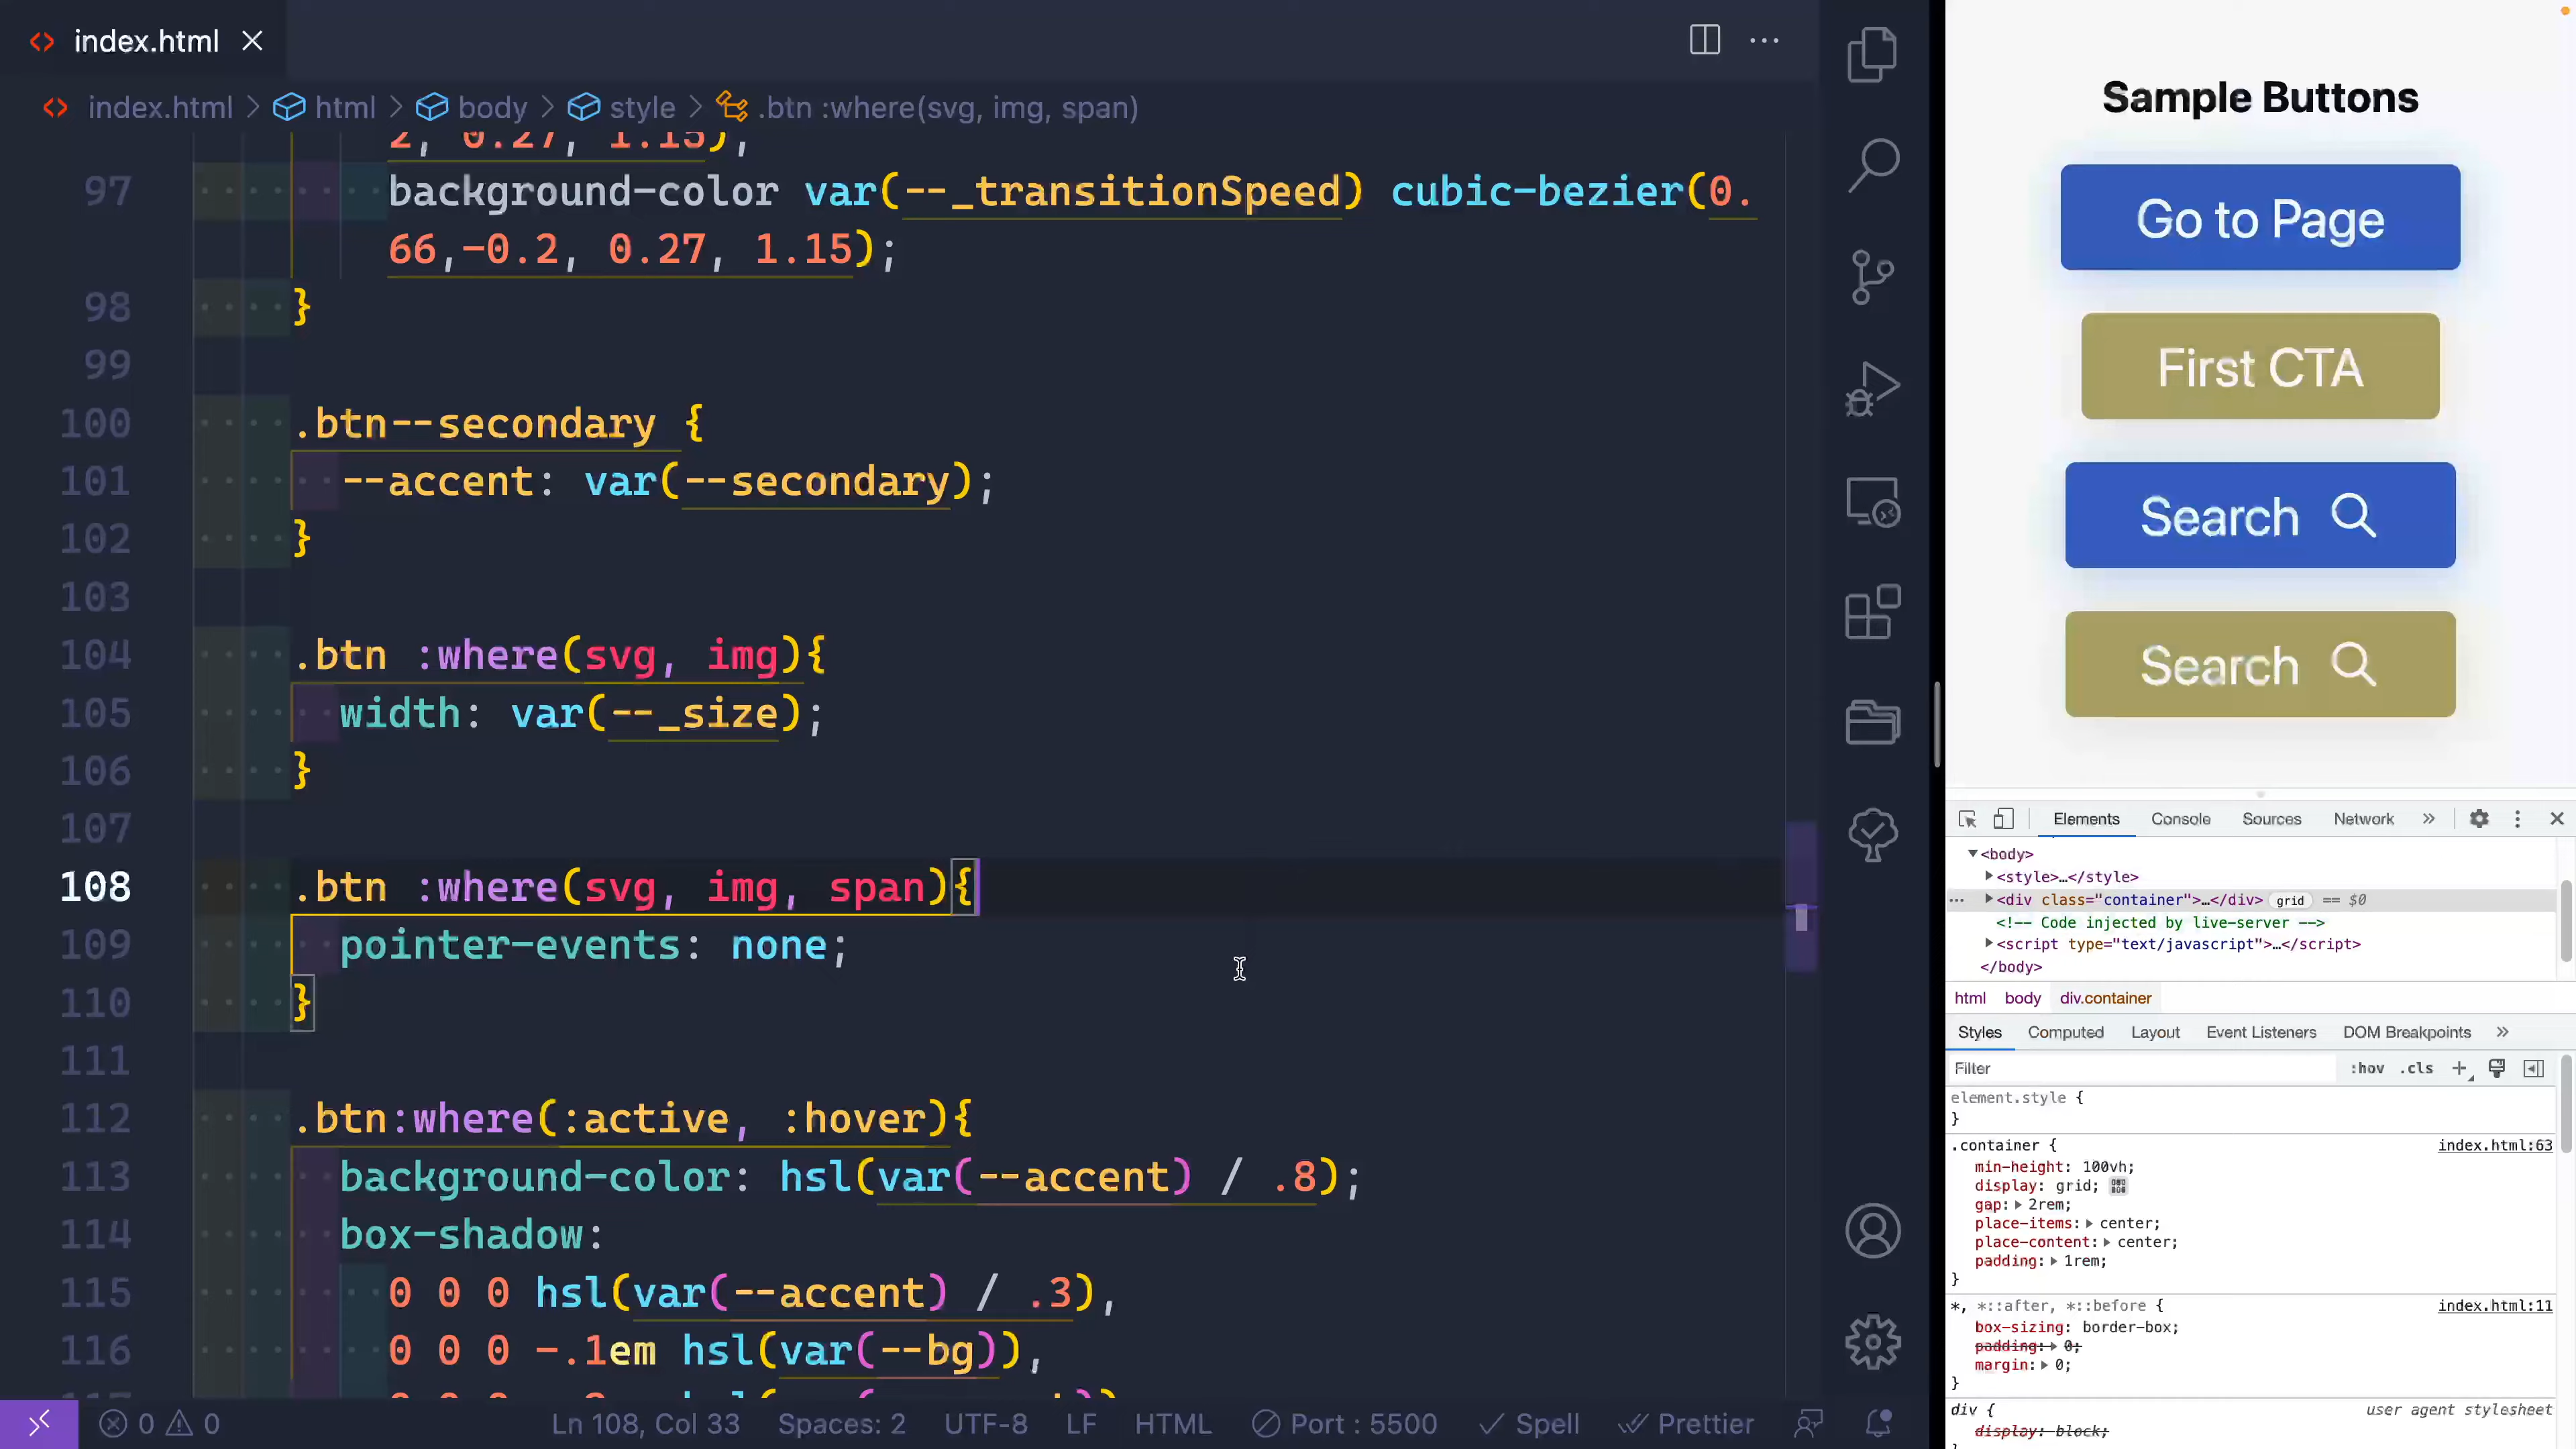 index.html
index.html > html > body > style > .btn :where(svg, img, span)
2, 0.27, 1.15),
97 background-color var(--_transitionSpeed) cubic-bezier(0.
66,-0.2, 0.27, 1.15);
98 }
99
100 .btn--secondary {
101 --accent: var(--secondary);
102 }
103
104 .btn :where(svg, img){
105 width: var(--_size);
106 }
107
108 .btn :where(svg, img, span){
109 pointer-events: none;
110 }
111
112 .btn:where(:active, :hover){
113 background-color: hsl(var(--accent) / .8);
114 box-shadow:
115 0 0 0 hsl(var(--accent) / .3),
116 0 0 0 -.1em hsl(var(--bg)),
0 0 Ln 108, Col 33 Spaces: 2 UTF-8 LF HTML Port : 5500 Spell Prettier
Sample Buttons
Go to Page
First CTA
Search
Search
Elements Console Sources Network »
<body>
<style>…</style>
<div class="container">…</div> grid == $0
<!-- Code injected by live-server -->
<script type="text/javascript">…</script>
</body>
html body div.container
Styles Computed Layout Event Listeners DOM Breakpoints »
Filter :hov .cls +
element.style {
}
.container { index.html:63
min-height: 100vh;
display: grid;
gap: 2rem;
place-items: center;
place-content: center;
padding: 1rem;
}
*, *::after, *::before { index.html:11
box-sizing: border-box;
padding: 0;
margin: 0;
}
div { user agent stylesheet
display: block;